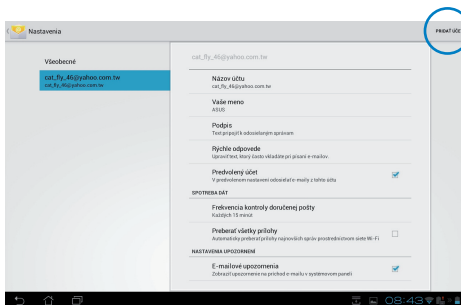 Nastavenia
PRIDAŤ ÚČET
Všeobecné
cat_fly_46@yahoo.com.tw
cat_fly_46@yahoo.com.tw
cat_fly_46@yahoo.com.tw
Názov účtu
cat_fly_46@yahoo.com.tw
Vaše meno
ASUS
Podpis
Text pripojiť k odosielaným správam
Rýchle odpovede
Upraviť text, ktorý často vkladáte pri písaní e-mailov.
Predvolený účet
V predvolenom nastavení odosielať e-maily z tohto účtu
SPOTREBA DÁT
Frekvencia kontroly doručenej pošty
Každých 15 minút
Preberať všetky prílohy
Automaticky preberať prílohy najnovších správ prostredníctvom siete Wi-Fi
NASTAVENIA UPOZORNENÍ
E-mailové upozornenia
Zobraziť upozornenie na príchod e-mailu v systémovom paneli
08:43